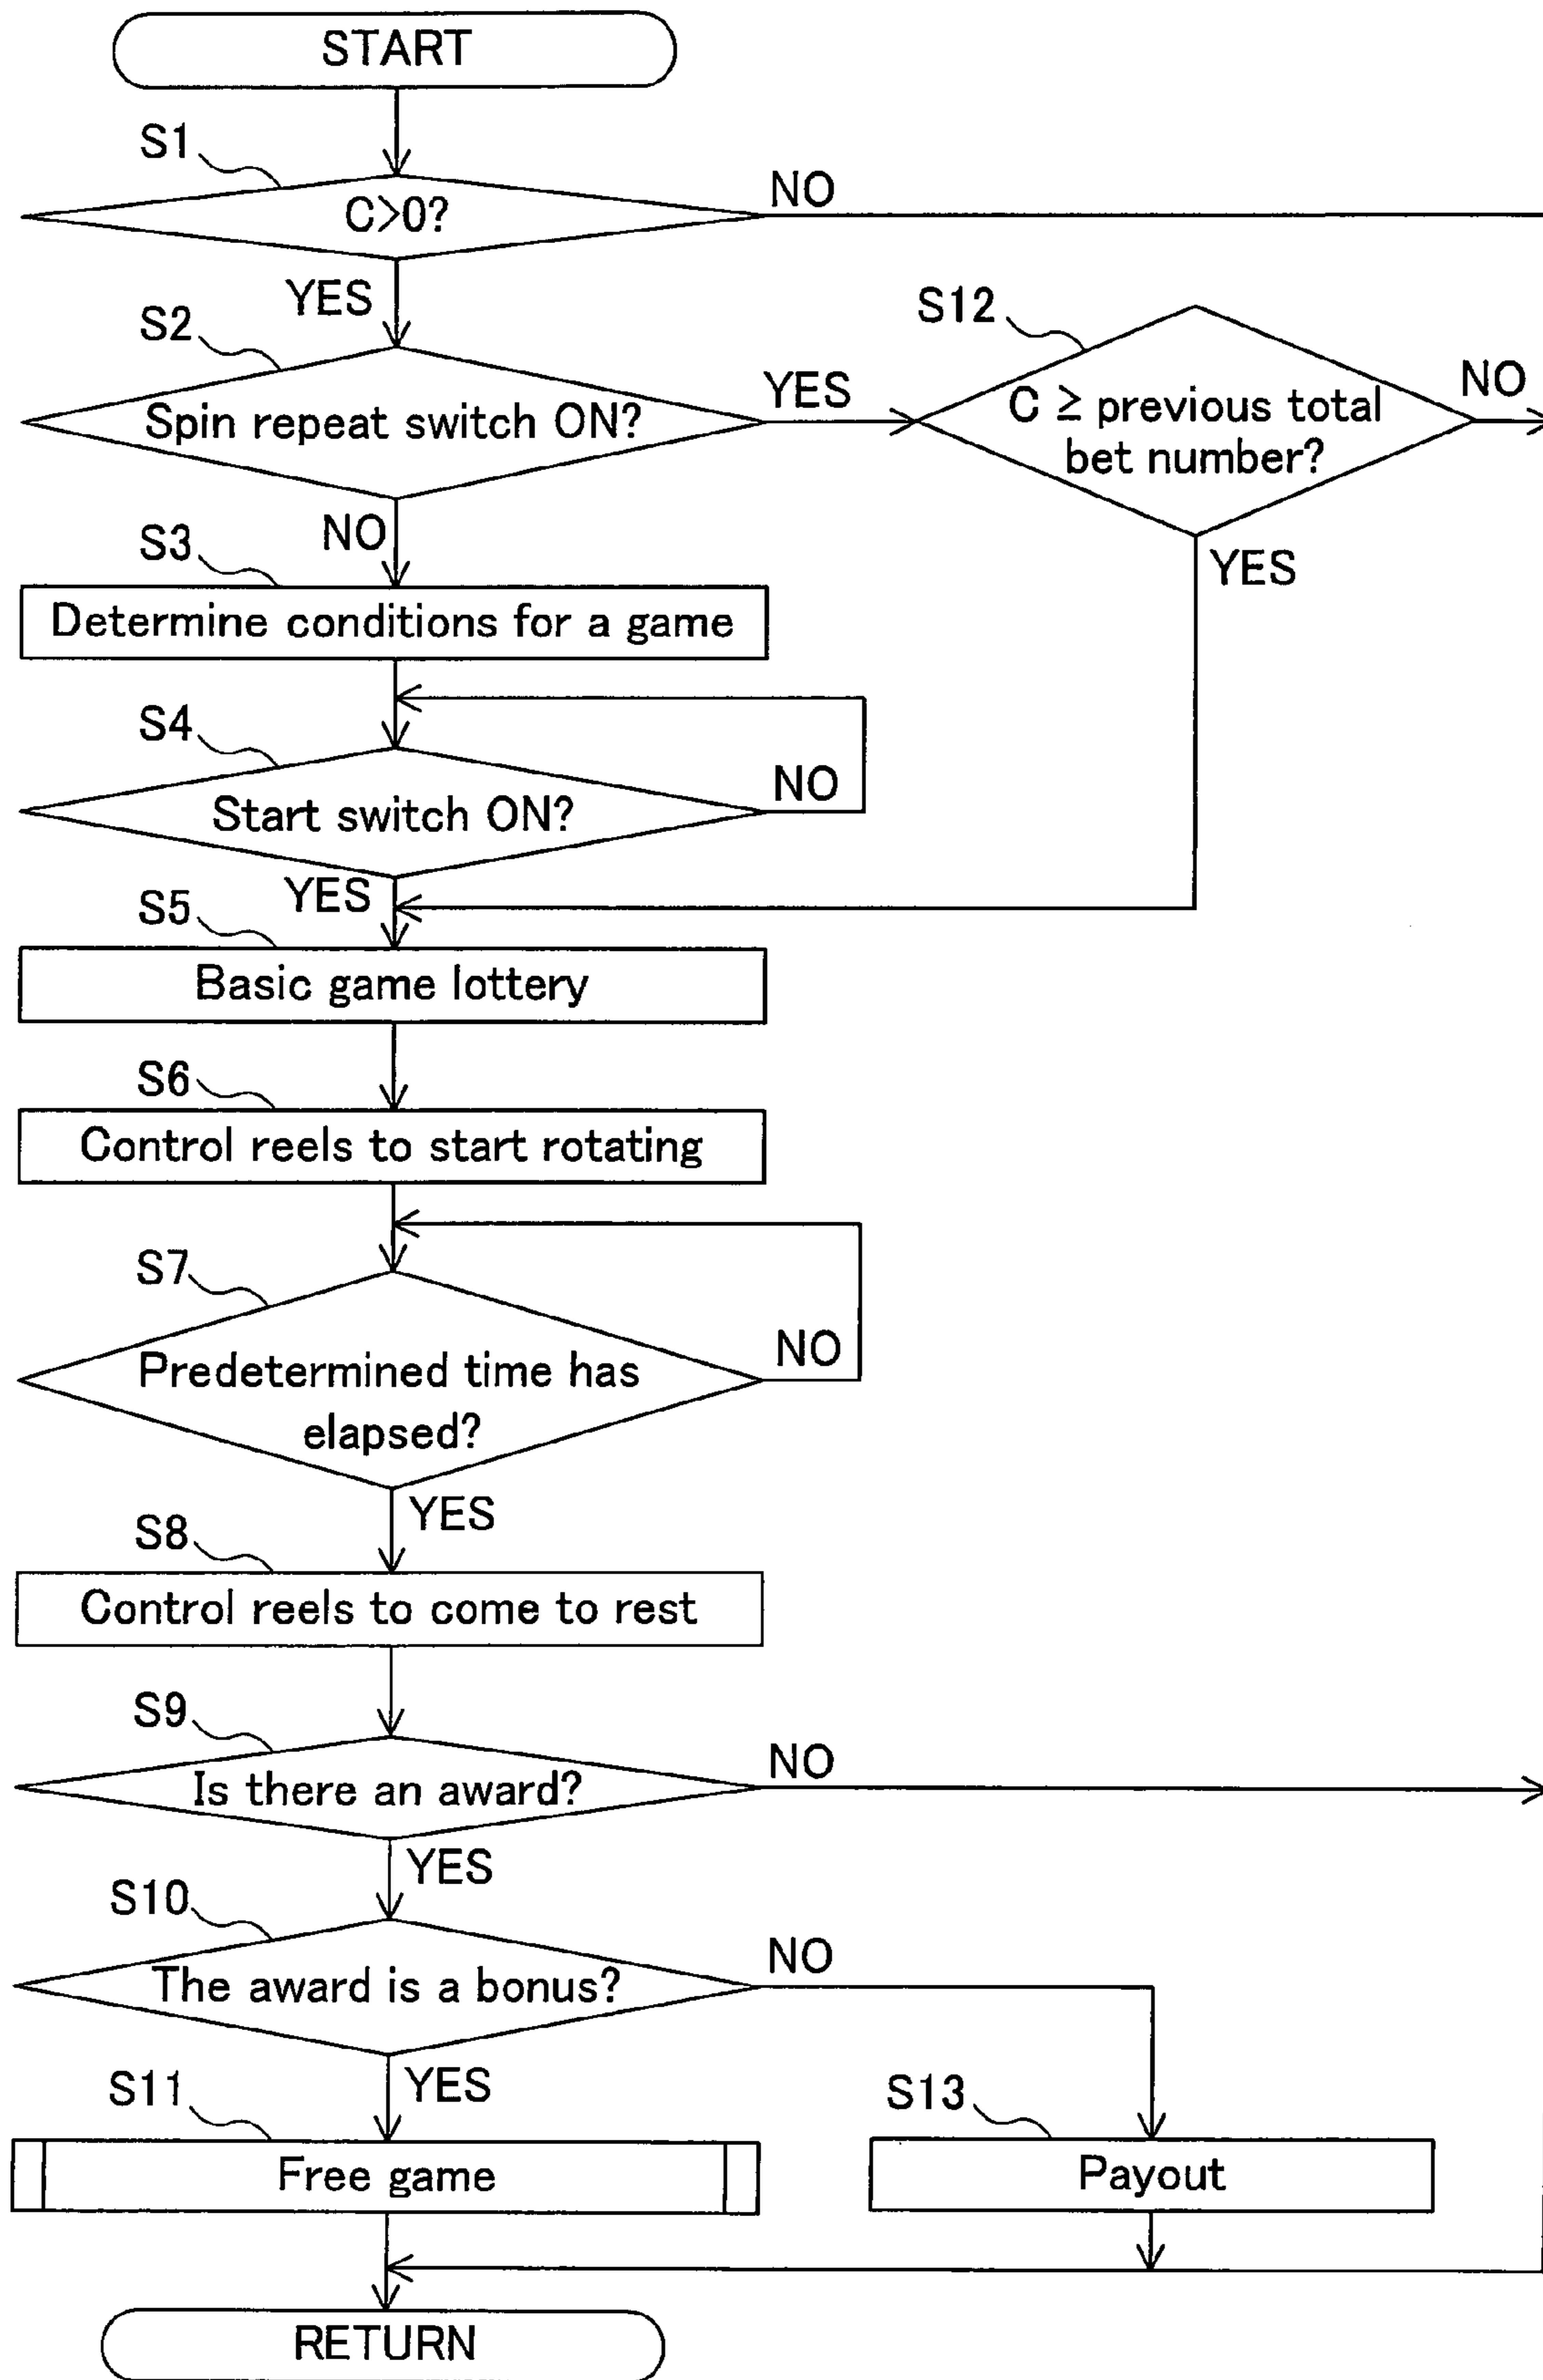 START
S1
C>0?
NO
YES
S2
Spin repeat switch ON?
YES
S12
C ≥ previous total
bet number?
NO
YES
NO
S3
Determine conditions for a game
S4
Start switch ON?
NO
YES
S5
Basic game lottery
S6
Control reels to start rotating
S7
Predetermined time has
elapsed?
NO
YES
S8
Control reels to come to rest
S9
Is there an award?
NO
YES
S10
The award is a bonus?
NO
YES
S11
Free game
S13
Payout
RETURN